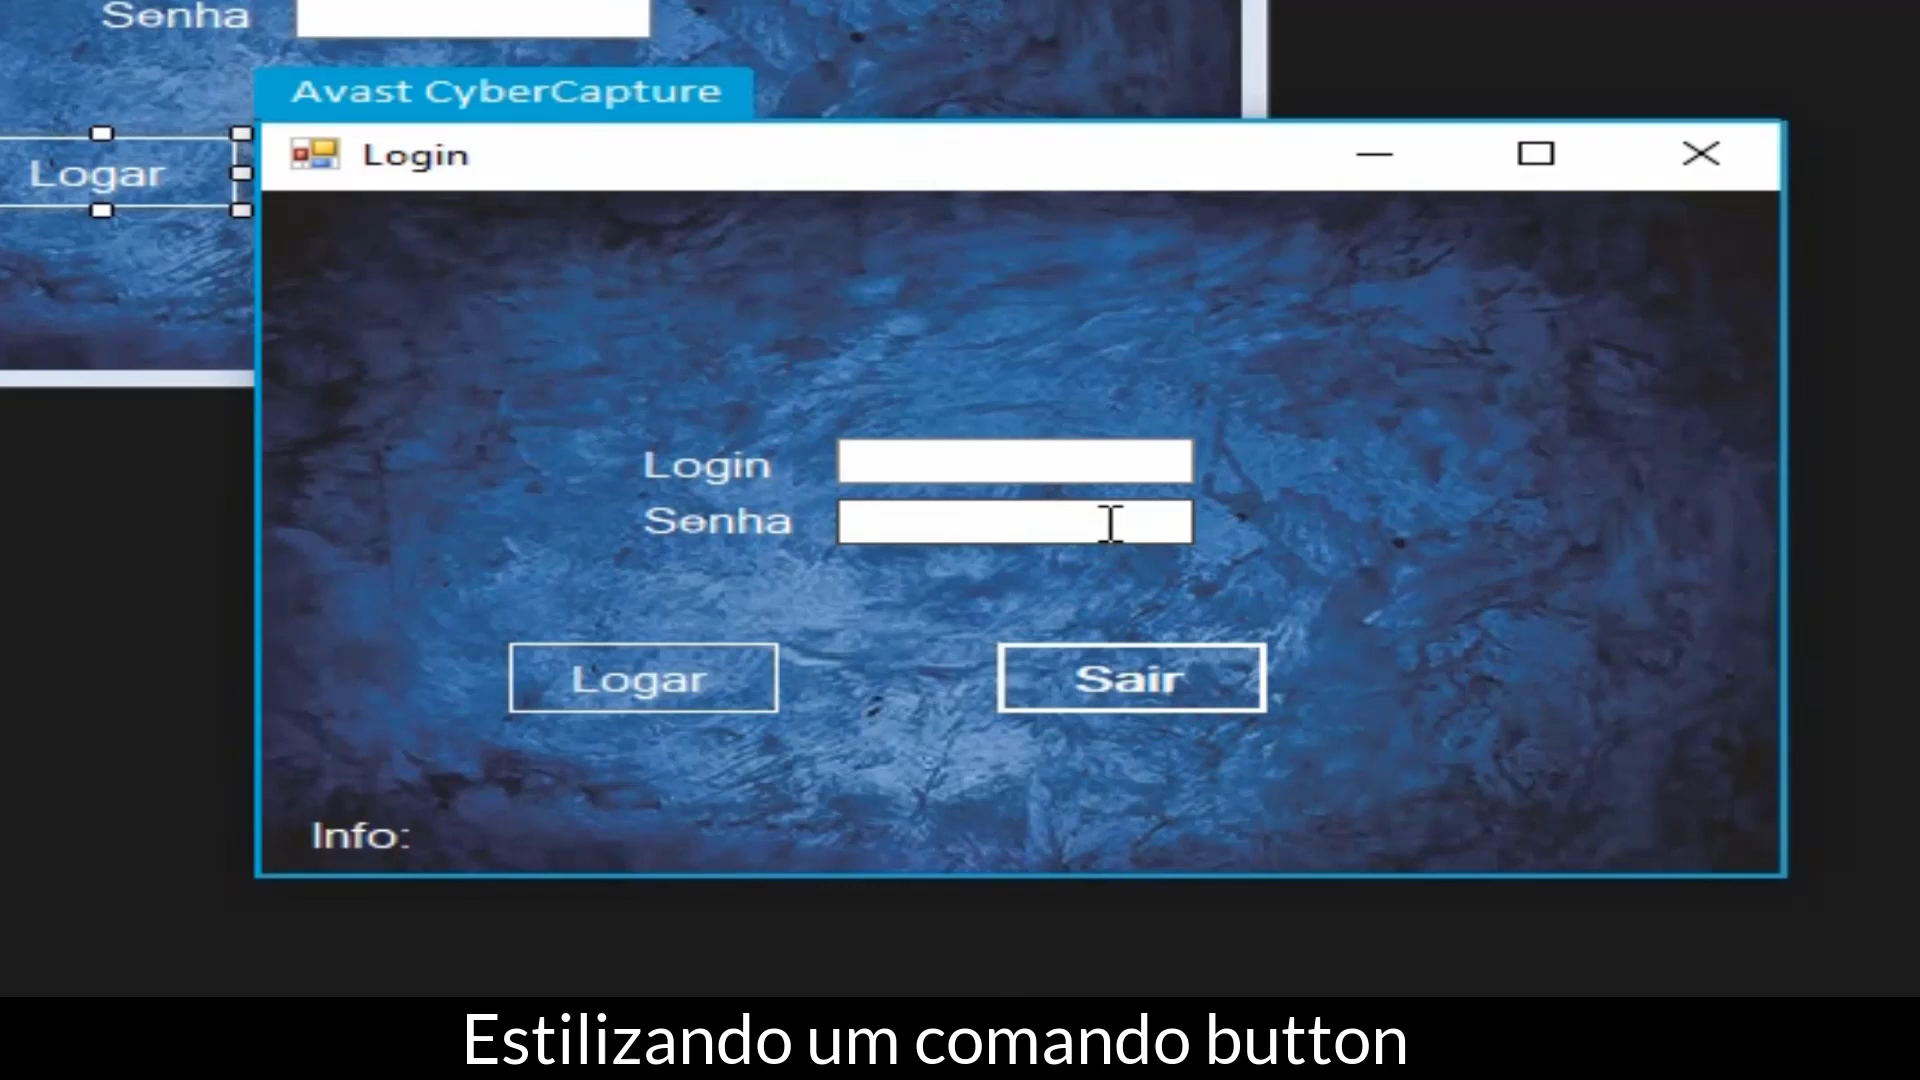 Senha
Avast CyberCapture
Login
Logar
Login
Senha
Logar
Sair
Info:
Estilizando um comando button